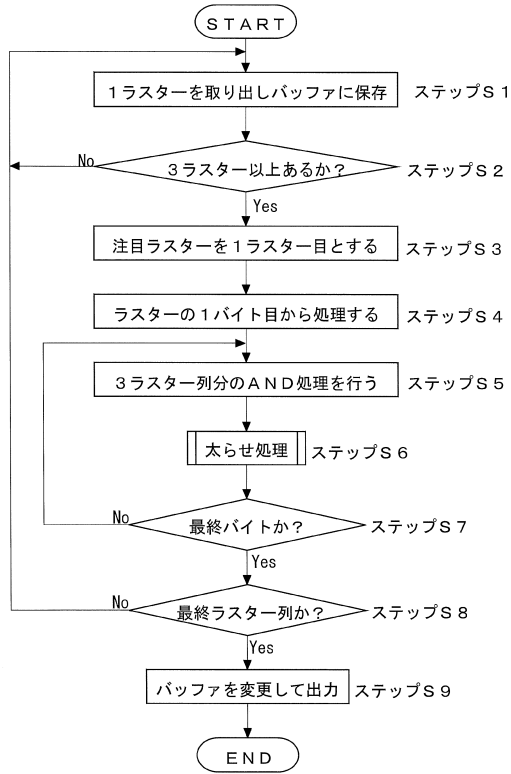 ＳＴＡＲＴ
１ラスターを取り出しバッファに保存 ステップＳ１
３ラスター以上あるか？ ステップＳ２
No
Yes
注目ラスターを１ラスター目とする ステップＳ３
ラスターの１バイト目から処理する ステップＳ４
３ラスター列分のＡＮＤ処理を行う ステップＳ５
太らせ処理 ステップＳ６
No
最終バイトか？ ステップＳ７
Yes
No
最終ラスター列か？ ステップＳ８
Yes
バッファを変更して出力 ステップＳ９
ＥＮＤ